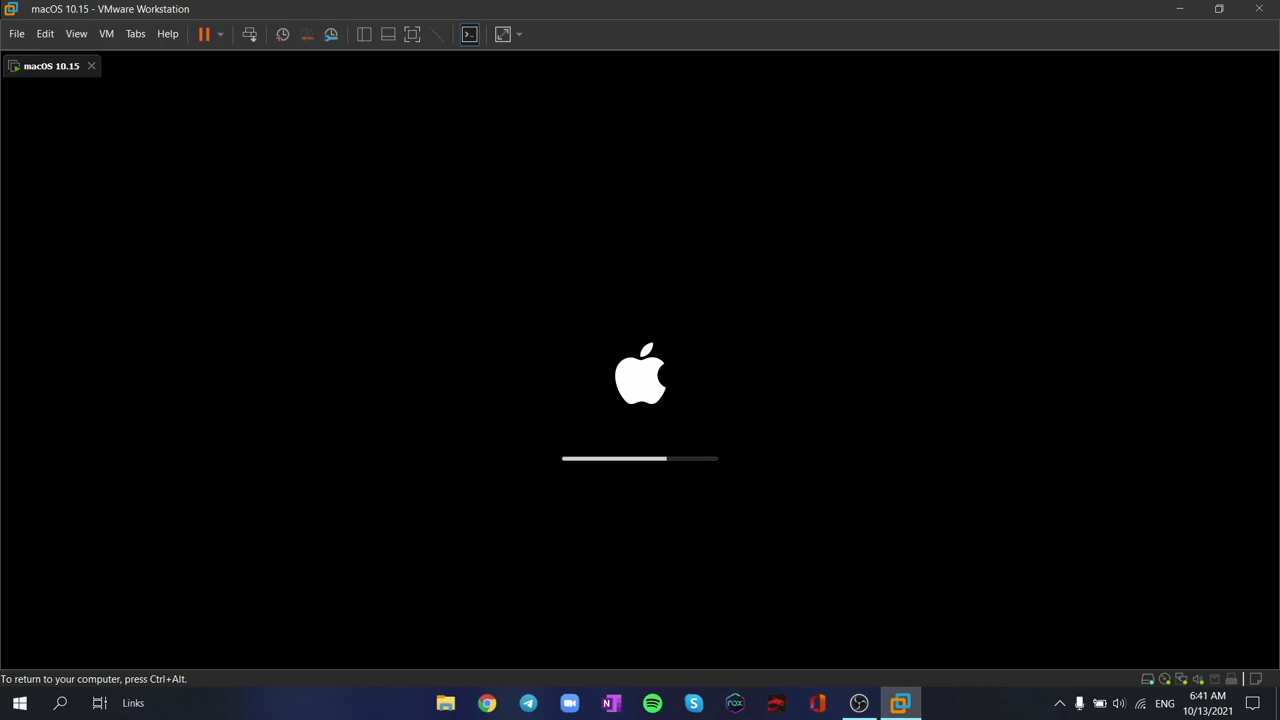 macOS 10.15 - VMware Workstation
File Edit View VM Tabs Help
macOS 10.15
To return to your computer, press Ctrl+Alt.
Links
N
S
nox
ENG
6:41 AM
10/13/2021